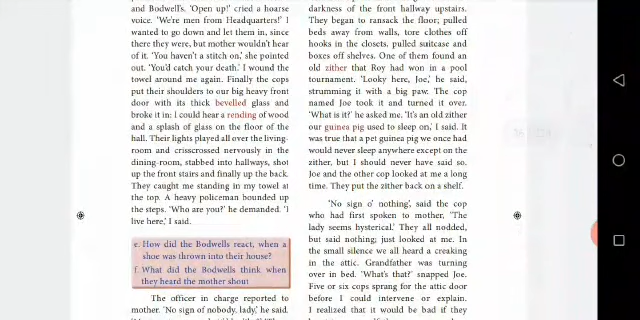 and Bodwell's. 'Open up!' cried a hoarse
voice. 'We're men from Headquarters!' I
wanted to go down and let them in, since
there they were, but mother wouldn't hear
of it. 'You haven't a stitch on,' she pointed
out. 'You'd catch your death.' I wound the
towel around me again. Finally the cops
put their shoulders to our big heavy front
door with its thick bevelled glass and
broke it in: I could hear a rending of wood
and a splash of glass on the floor of the
hall. Their lights played all over the living-
room and crisscrossed nervously in the
dining-room, stabbed into hallways, shot
up the front stairs and finally up the back.
They caught me standing in my towel at
the top. A heavy policeman bounded up
the steps. 'Who are you?' he demanded. 'I
live here,' I said.
e. How did the Bodwells react, when a
shoe was thrown into their house?
f. What did the Bodwells think when
they heard the mother shout
The officer in charge reported to
mother. 'No sign of nobody, lady,' he said.
darkness of the front hallway upstairs.
They began to ransack the floor; pulled
beds away from walls, tore clothes off
hooks in the closets, pulled suitcase and
boxes off shelves. One of them found an
old zither that Roy had won in a pool
tournament. 'Looky here, Joe,' he said,
strumming it with a big paw. The cop
named Joe took it and turned it over.
'What is it?' he asked me. 'It's an old zither
our guinea pig used to sleep on,' I said. It
was true that a pet guinea pig we once had
would never sleep anywhere except on the
zither, but I should never have said so.
Joe and the other cop looked at me a long
time. They put the zither back on a shelf.
'No sign o' nothing', said the cop
who had first spoken to mother. 'The
lady seems hysterical.' They all nodded,
but said nothing; just looked at me. In
the small silence we all heard a creaking
in the attic. Grandfather was turning
over in bed. 'What's that?' snapped Joe.
Five or six cops sprang for the attic door
before I could intervene or explain.
I realized that it would be bad if they